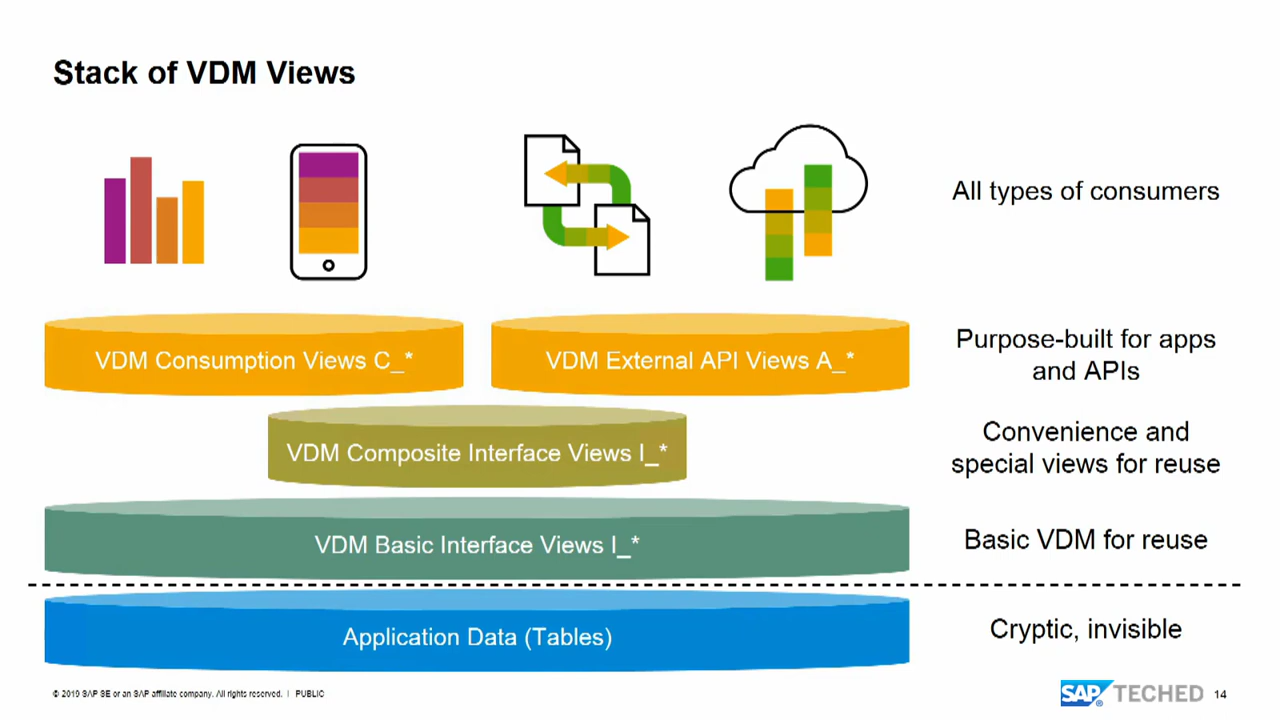 Stack of VDM Views
All types of consumers
VDM Consumption Views C_*
VDM External API Views A_*
Purpose-built for apps
and APIs
VDM Composite Interface Views I_*
Convenience and
special views for reuse
VDM Basic Interface Views I_*
Basic VDM for reuse
Application Data (Tables)
Cryptic, invisible
© 2019 SAP SE or an SAP affiliate company. All rights reserved. | PUBLIC
SAP® TECHED 14